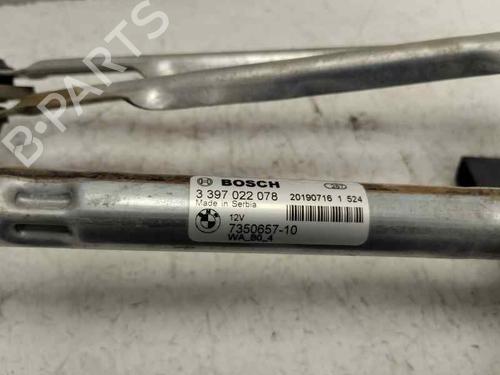 B-PARTS
BOSCH
3 397 022 078 20190716 1 524
Made in Serbia
12V
7350657-10
WA_B0_4